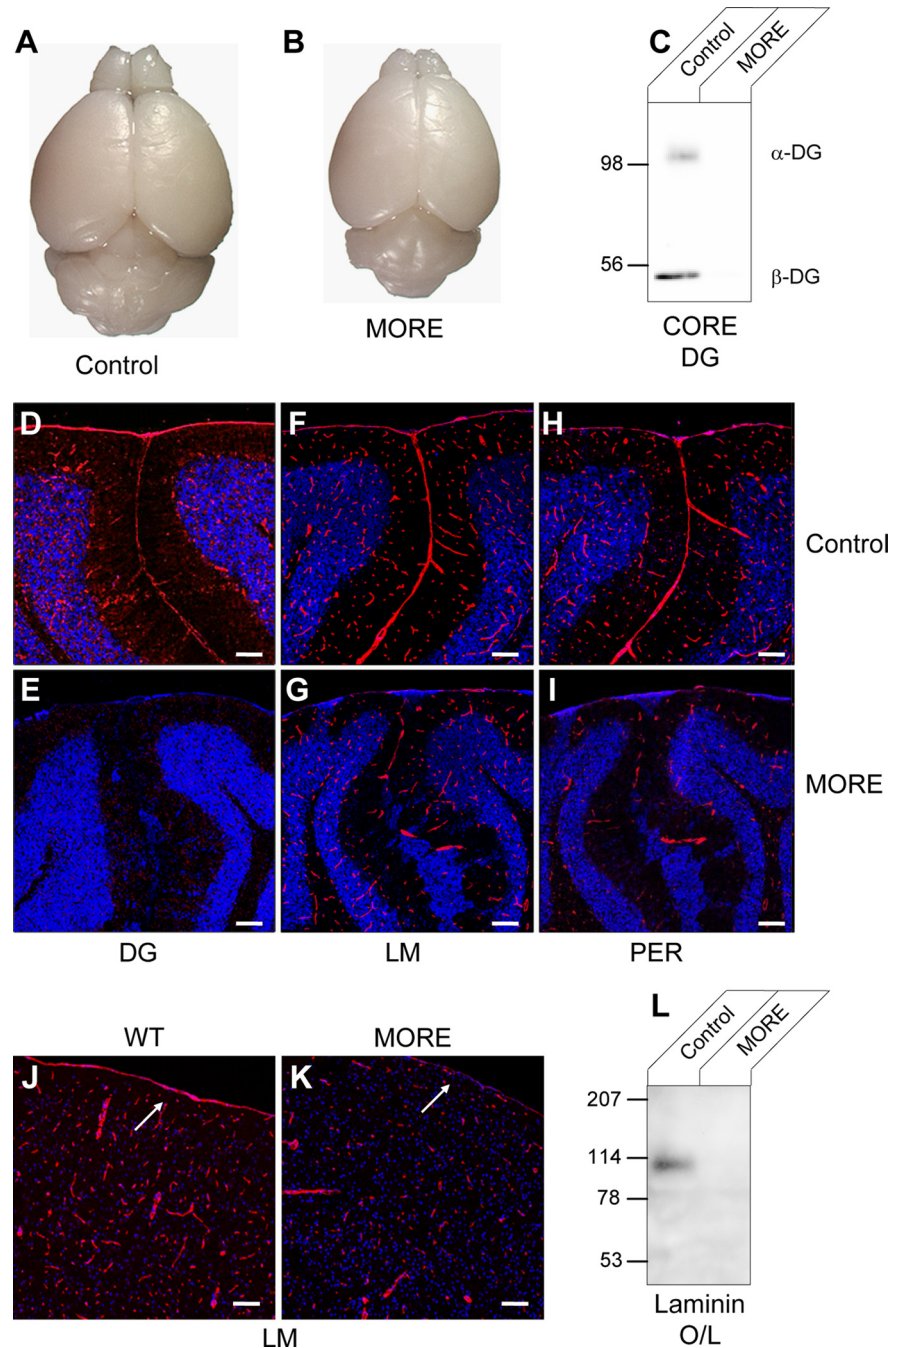 A
B
C
Control
MORE
98
α-DG
56
β-DG
MORE
CORE
DG
Control
D
F
H
Control
E
G
I
MORE
DG
LM
PER
WT
MORE
L
Control
MORE
J
K
207
114
78
53
Laminin
O/L
LM